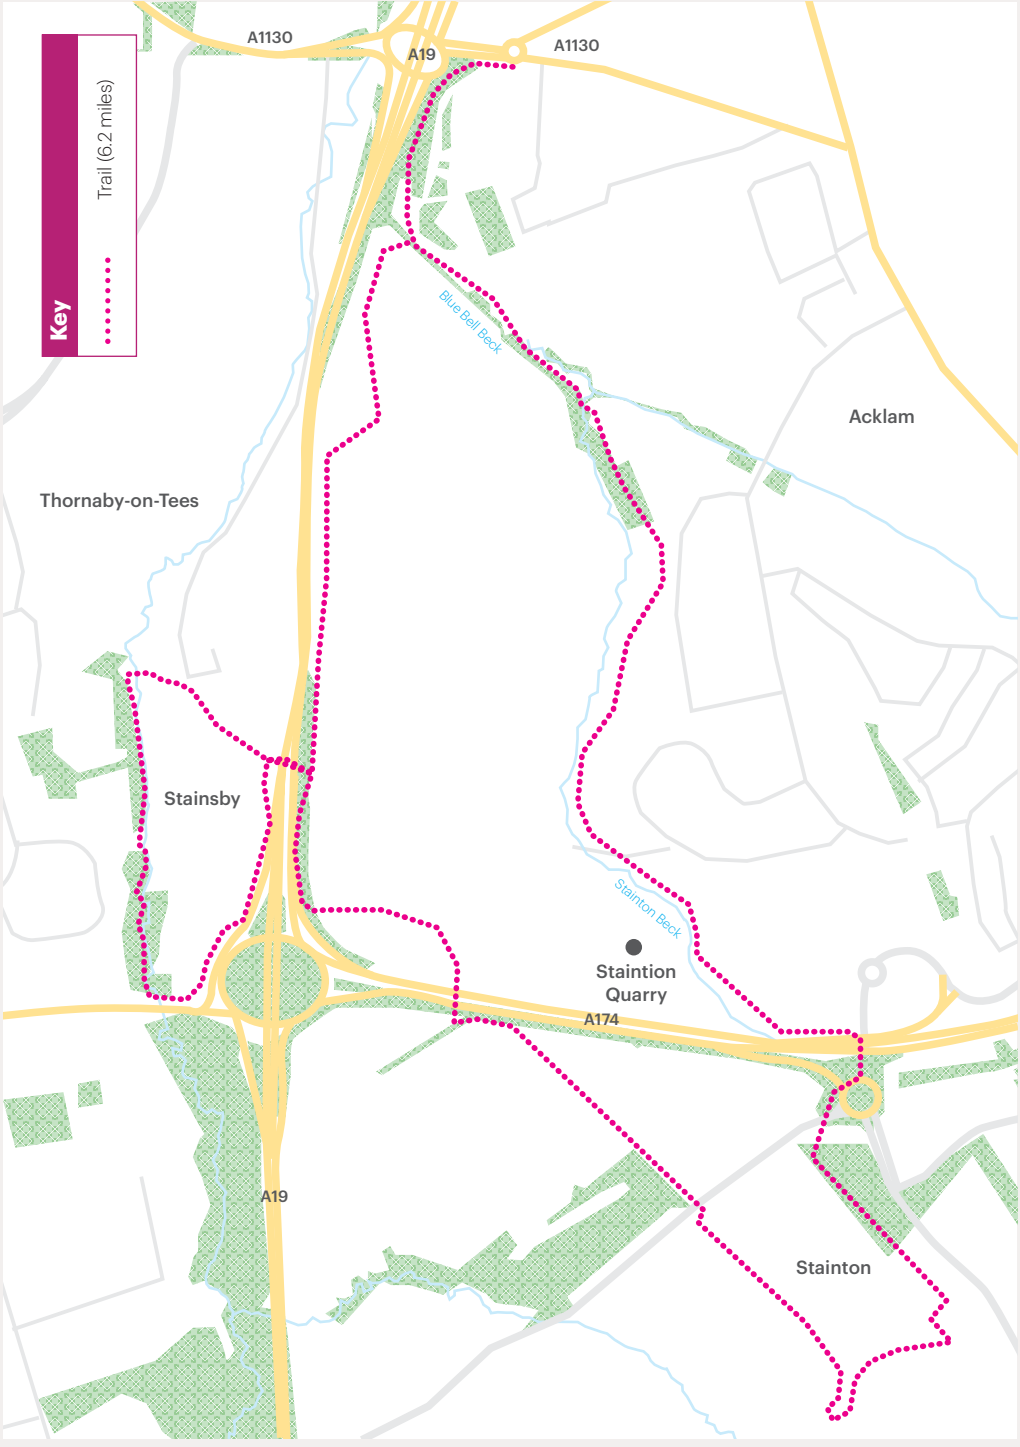 A1130
A19
A1130
Key
Trail (6.2 miles)
Blue Bell Beck
Acklam
Thornaby-on-Tees
Stainsby
Stainton Beck
Staintion
Quarry
A174
A19
Stainton